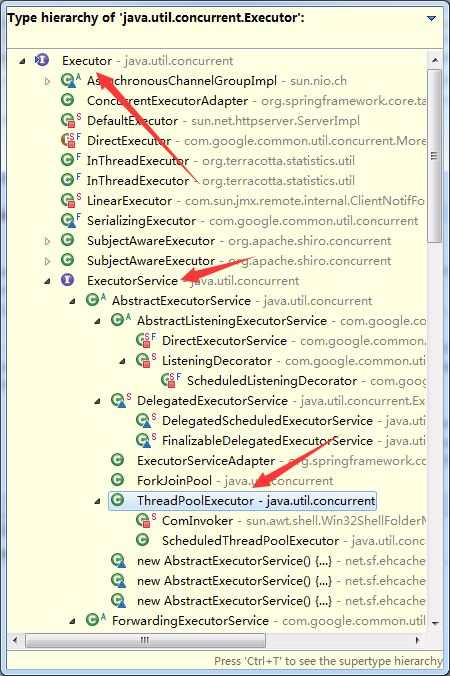 Type hierarchy of 'java.util.concurrent.Executor':
Executor - java.util.concurrent
AsynchronousChannelGroupImpl - sun.nio.ch
ConcurrentExecutorAdapter - org.springframework.core.ta
DefaultExecutor - sun.net.httpserver.ServerImpl
DirectExecutor - com.google.common.util.concurrent.More
InThreadExecutor - org.terracotta.statistics.util
InThreadExecutor - org.terracotta.statistics.util
LinearExecutor - com.sun.jmx.remote.internal.ClientNotifFo
SerializingExecutor - com.google.common.util.concurrent
SubjectAwareExecutor - org.apache.shiro.concurrent
SubjectAwareExecutor - org.apache.shiro.concurrent
ExecutorService - java.util.concurrent
AbstractExecutorService - java.util.concurrent
AbstractListeningExecutorService - com.google.co
DirectExecutorService - com.google.common.ut
ListeningDecorator - com.google.common.util
ScheduledListeningDecorator - com.google
DelegatedExecutorService - java.util.concurrent.Ex
DelegatedScheduledExecutorService - java.uti
FinalizableDelegatedExecutorService - java.uti
ExecutorServiceAdapter - org.springframework.co
ForkJoinPool - java.util.concurrent
ThreadPoolExecutor - java.util.concurrent
ComInvoker - sun.awt.shell.Win32ShellFolderM
ScheduledThreadPoolExecutor - java.util.conc
new AbstractExecutorService() {...} - net.sf.ehcache
new AbstractExecutorService() {...} - net.sf.ehcache
new AbstractExecutorService() {...} - net.sf.ehcache
ForwardingExecutorService - com.google.common.uti
Press 'Ctrl+T' to see the supertype hierarchy